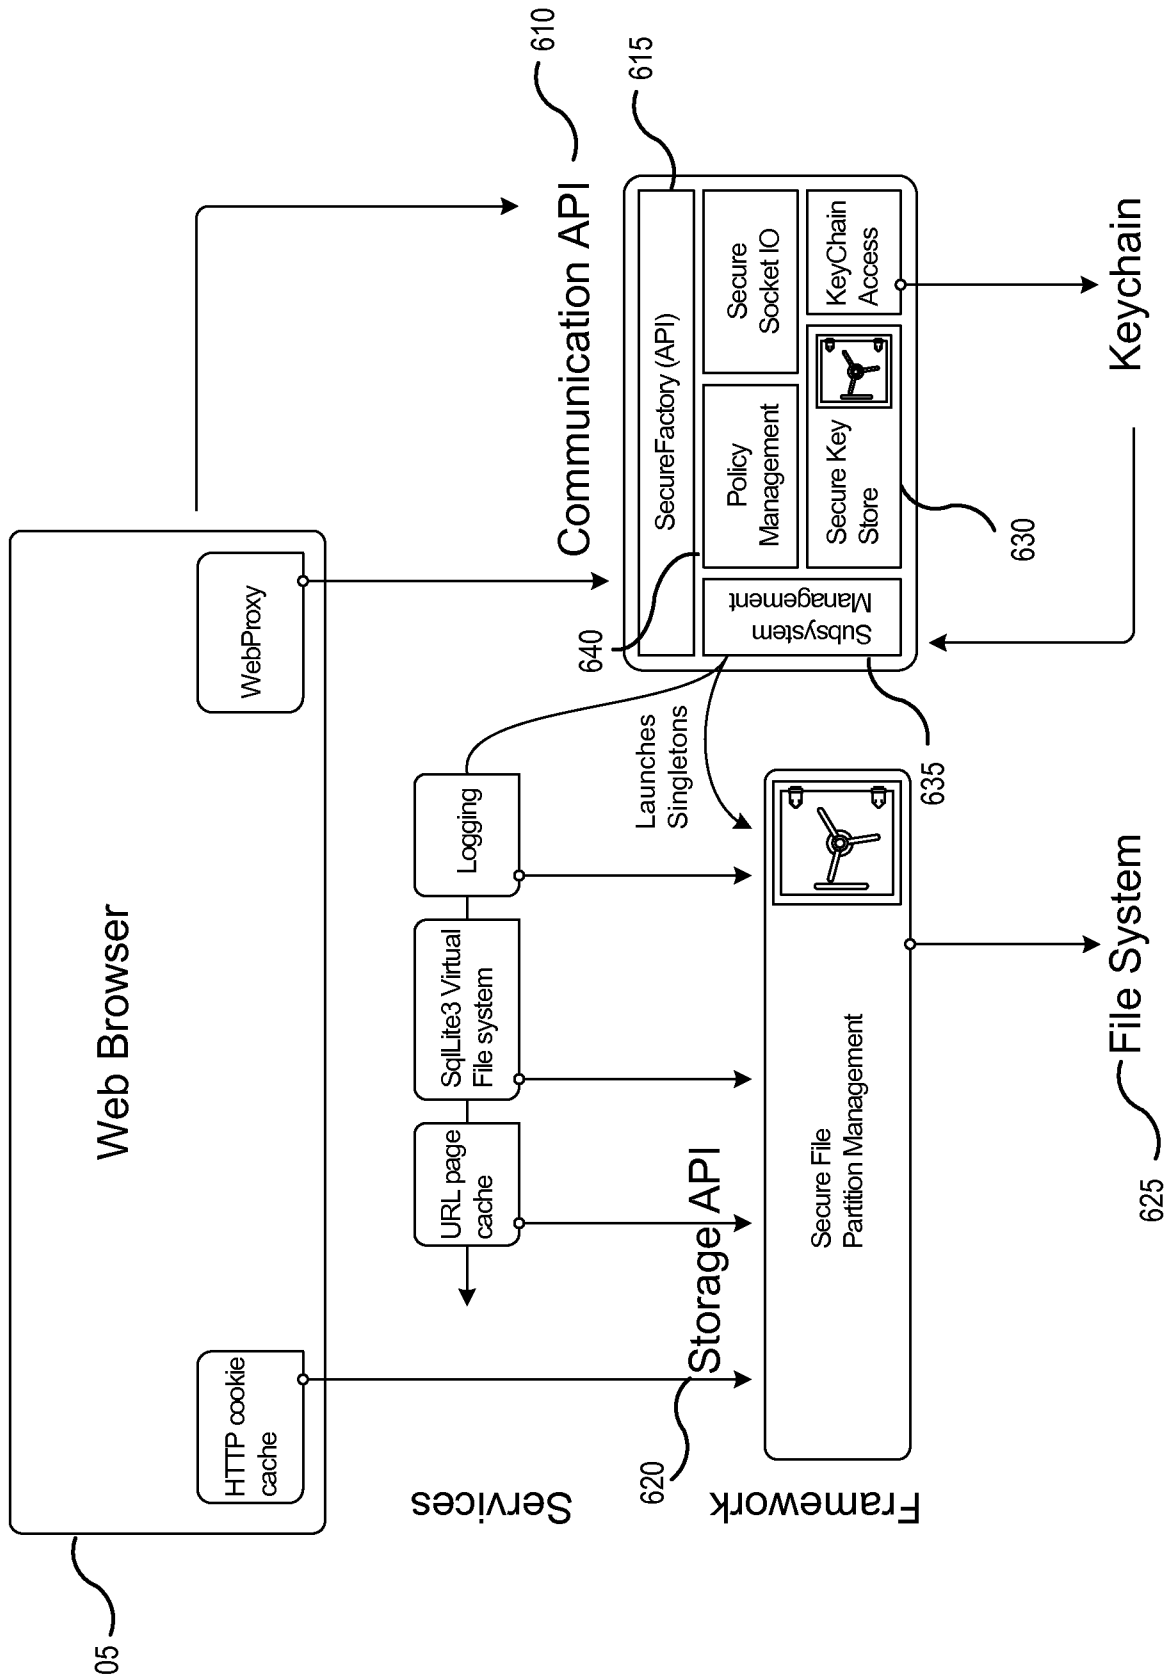 05
Web Browser
HTTP cookie
cache
WebProxy
Services
URL page
cache
SqlLite3 Virtual
File system
Logging
Communication API
610
620
Storage API
Launches
Singletons
640
615
SecureFactory (API)
Subsystem
Management
Policy
Management
Secure
Socket IO
Secure Key
Store
KeyChain
Access
Framework
Secure File
Partition Management
635
630
625
File System
Keychain